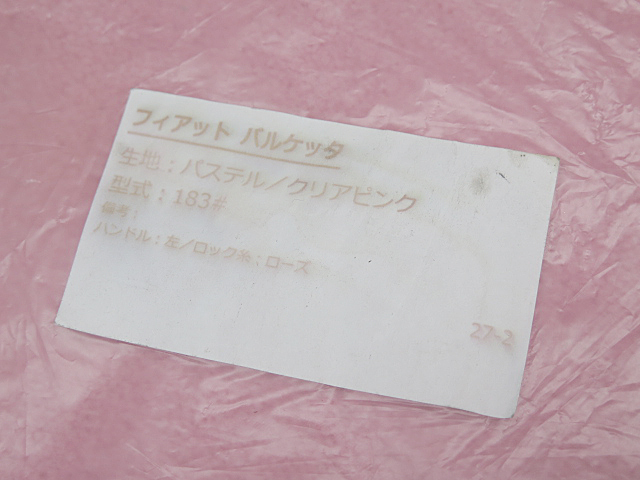 フィアット バルケッタ
生地：パステル／クリアピンク
型式：183#
備考：
ハンドル：左／ロック糸：ローズ
27-2